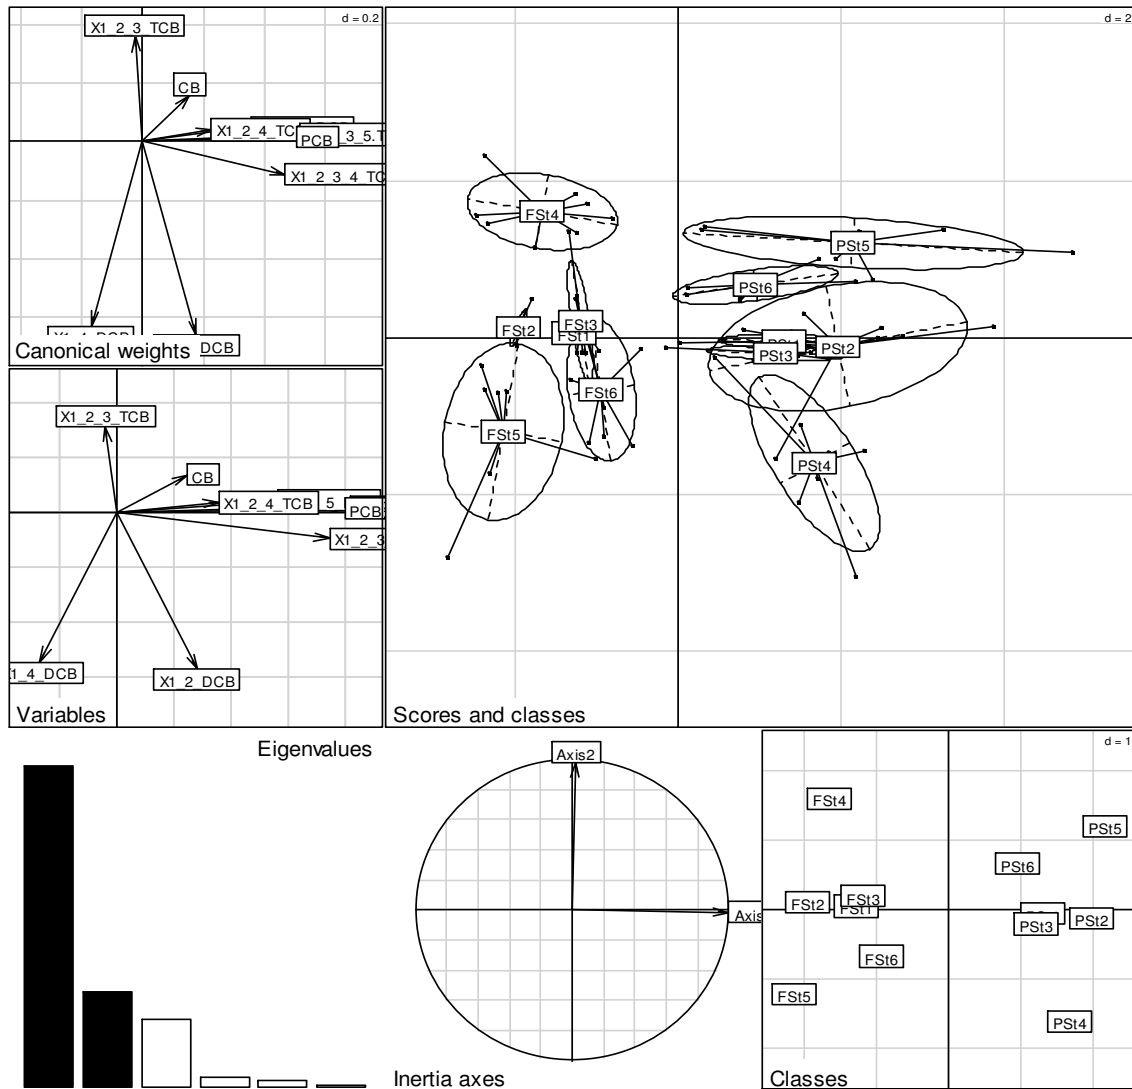 d = 0.2
X1_2_3_TCB
CB
X1_2_4_TC
_3_5.T
PCB
X1_2_3_4_TC
DCB
Canonical weights
d = 2
FSt4
PSt5
PSt6
FSt2
FSt3
FSt1
PSt2
PSt3
FSt6
FSt5
PSt4
Scores and classes
X1_2_3_TCB
CB
X1_2_4_TCB
5
PCB
X1_2_3
X1_4_DCB
X1_2_DCB
Variables
Eigenvalues
Axis2
Axis
Inertia axes
d = 1
FSt4
PSt5
PSt6
FSt2
FSt3
FSt1
PSt3
PSt2
FSt6
FSt5
PSt4
Classes